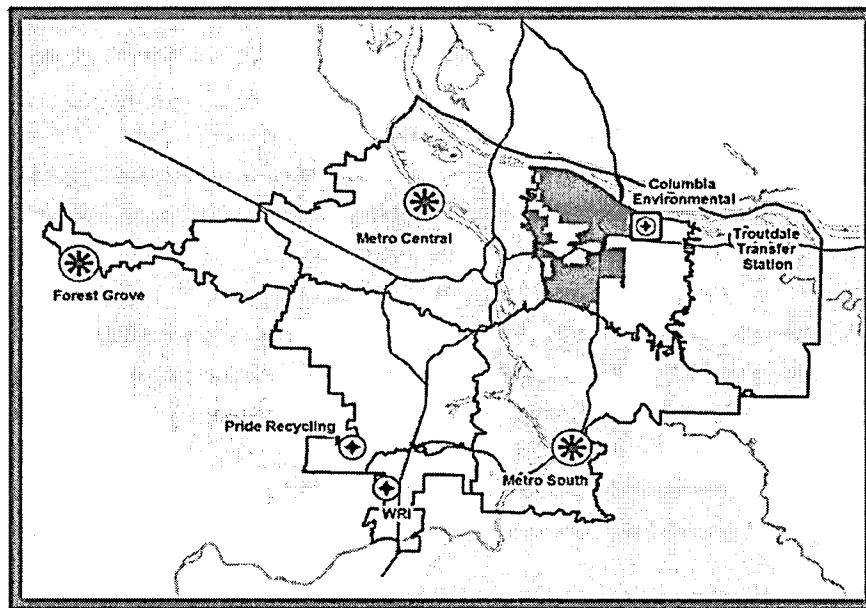 Columbia
Environmental
Metro Central
Troutdale
Transfer
Station
Forest Grove
Pride Recycling
Metro South
WRI